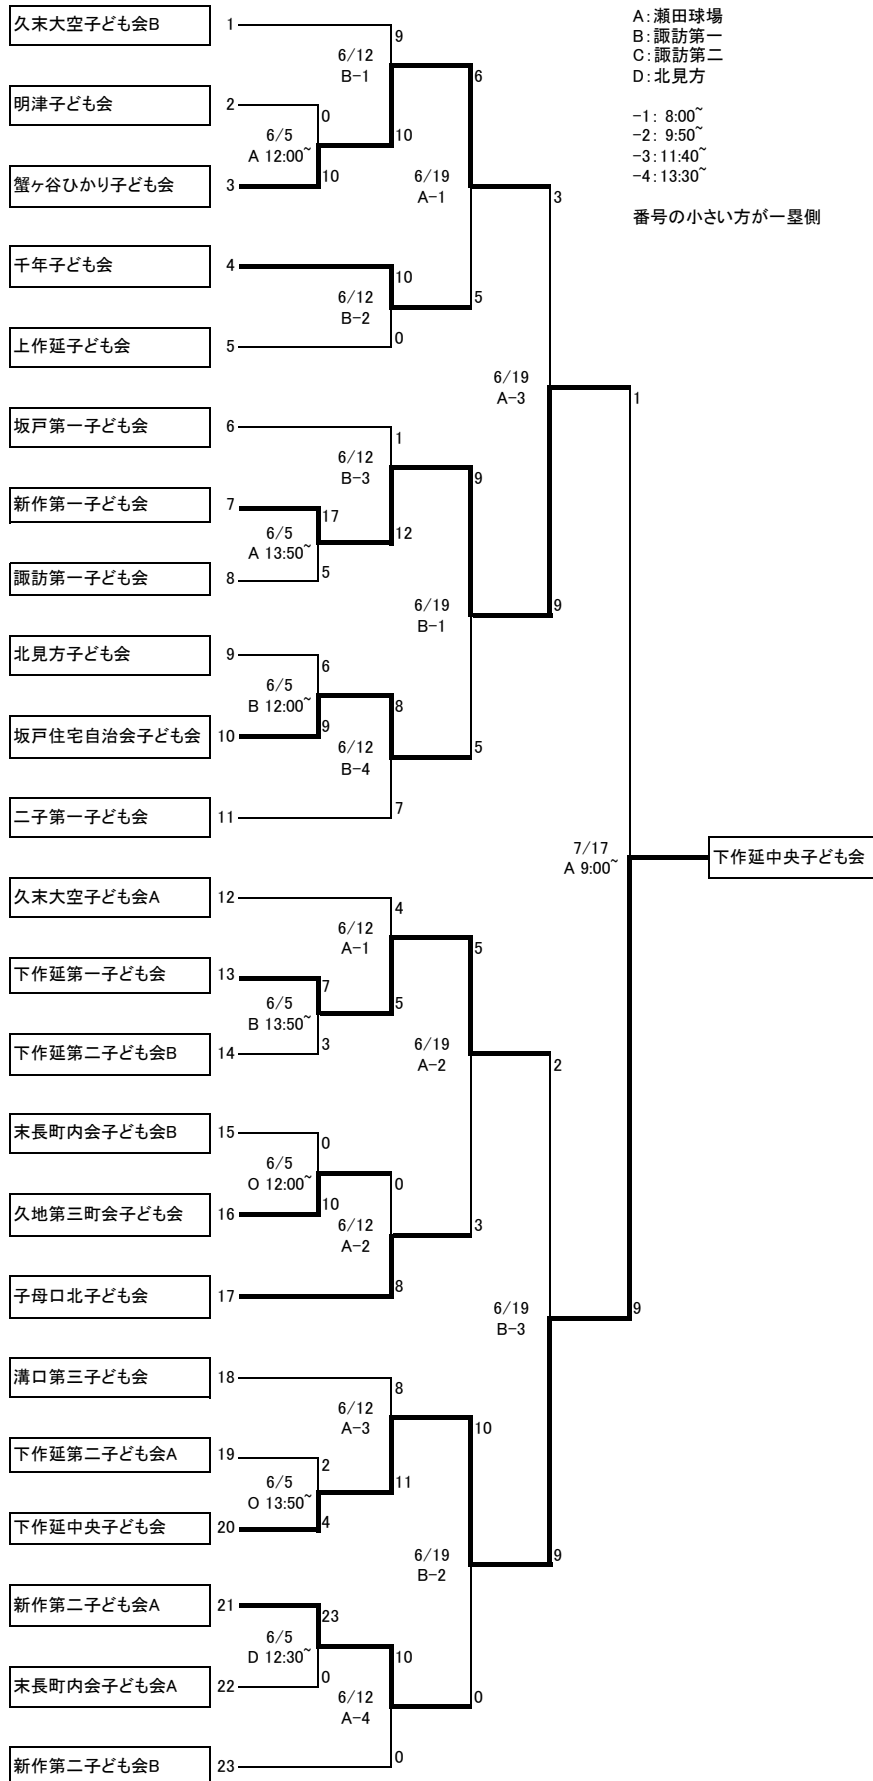 久末大空子ども会B 1
9
6/12
B-1
6
明津子ども会 2
0
6/5
A 12:00~
10
10
蟹ヶ谷ひかり子ども会 3
6/19
A-1
3
千年子ども会 4
10
6/12
B-2
5
0
上作延子ども会 5
6/19
A-3
1
坂戸第一子ども会 6
1
6/12
B-3
9
新作第一子ども会 7
17
6/5
A 13:50~
12
5
諏訪第一子ども会 8
6/19
B-1
9
北見方子ども会 9
6
6/5
B 12:00~
8
9
坂戸住宅自治会子ども会 10
6/12
B-4
5
7
二子第一子ども会 11
7/17
A 9:00~
下作延中央子ども会
久末大空子ども会A 12
4
6/12
A-1
5
下作延第一子ども会 13
7
6/5
B 13:50~
5
3
下作延第二子ども会B 14
6/19
A-2
2
末長町内会子ども会B 15
0
6/5
O 12:00~
0
10
久地第三町会子ども会 16
6/12
A-2
3
8
子母口北子ども会 17
6/19
B-3
9
溝口第三子ども会 18
8
6/12
A-3
10
下作延第二子ども会A 19
2
6/5
O 13:50~
11
4
下作延中央子ども会 20
6/19
B-2
9
新作第二子ども会A 21
23
6/5
D 12:30~
10
0
末長町内会子ども会A 22
6/12
A-4
0
0
新作第二子ども会B 23
A:瀬田球場
B:諏訪第一
C:諏訪第二
D:北見方
-1: 8:00~
-2: 9:50~
-3:11:40~
-4:13:30~
番号の小さい方が一塁側